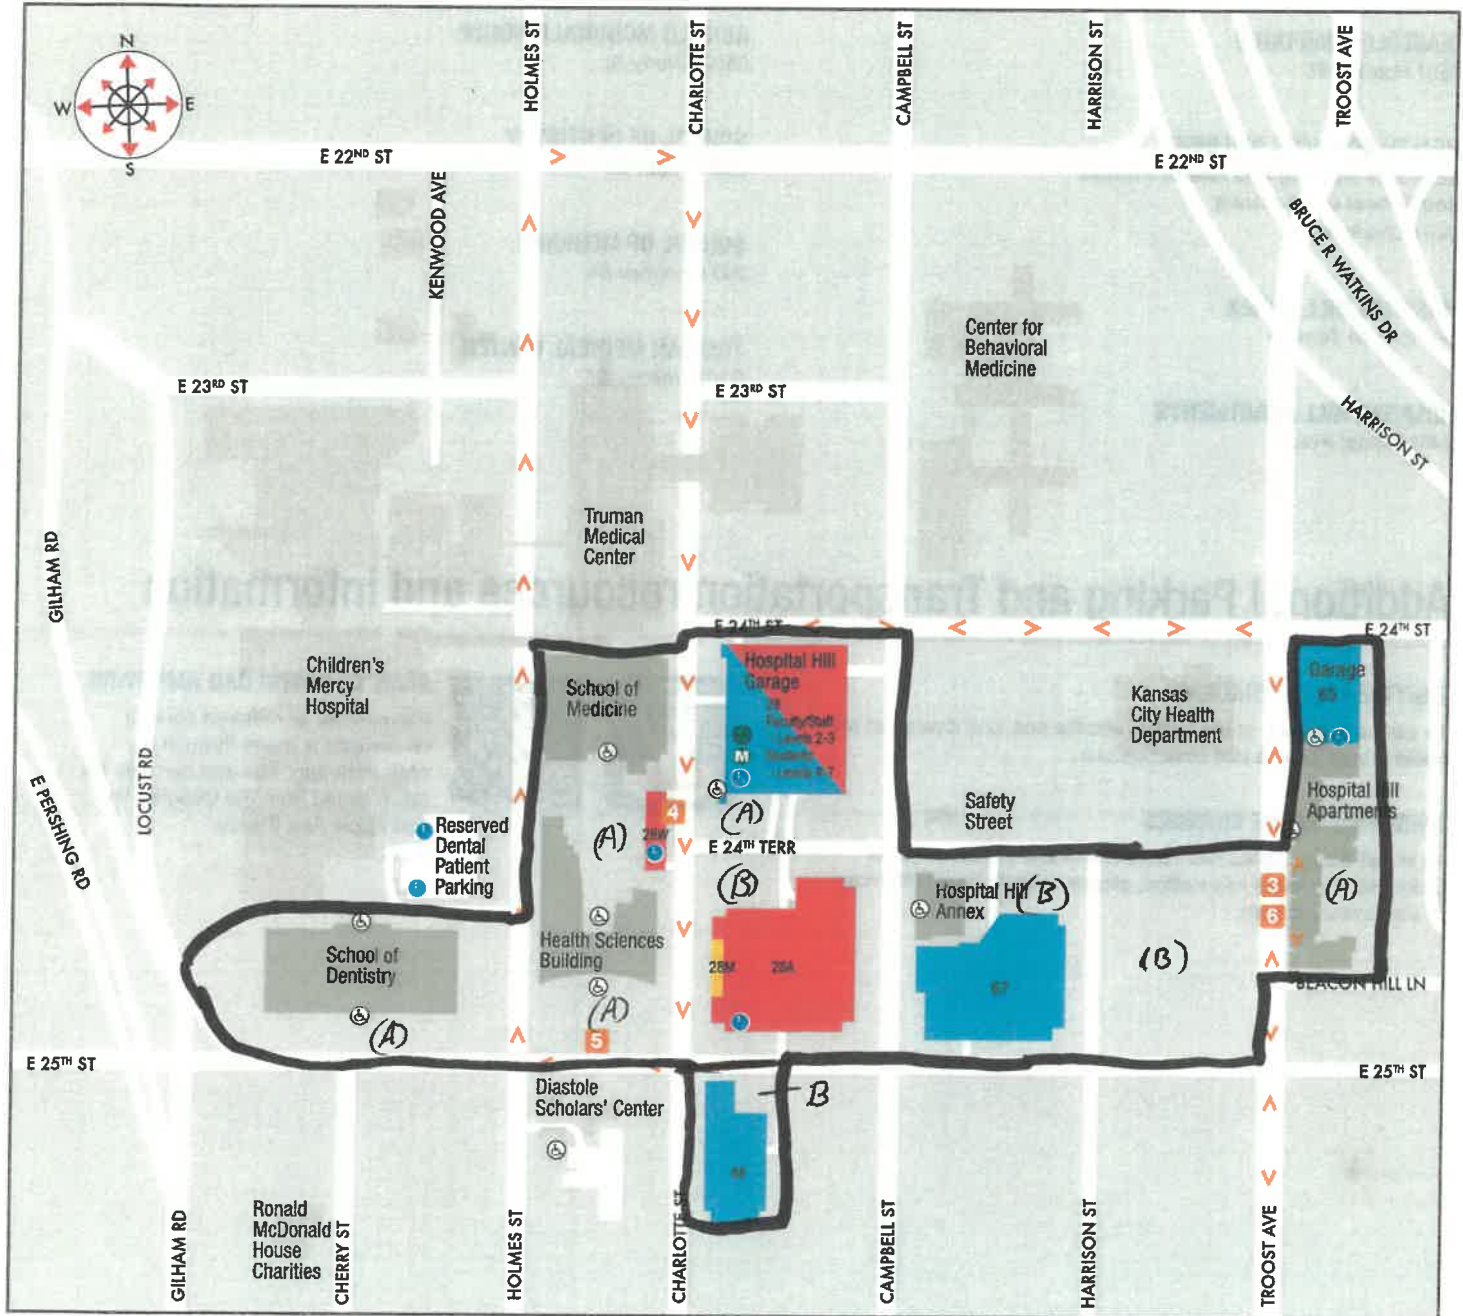 N
W
E
S
HOLMES ST
CHARLOTTE ST
CAMPBELL ST
HARRISON ST
TROOST AVE
E 22ND ST
E 22ND ST
KENWOOD AVE
BRUCE R WATKINS DR
Center for
Behavioral
Medicine
E 23RD ST
E 23RD ST
HARRISON ST
Truman
Medical
Center
GILHAM RD
E 24TH ST
E 24TH ST
Children's
Mercy
Hospital
School of
Medicine
Hospital Hill
Garage
Faculty/Staff
Levels 2-3
Students
M
Kansas
City Health
Department
Garage
65
LOCUST RD
E PERSHING RD
Reserved
Dental
Patient
Parking
(A)
28W
4
(A)
E 24TH TERR
(B)
Safety
Street
Hospital Hill
Apartments
3
6
(A)
Hospital Hill
Annex
(B)
School of
Dentistry
(A)
Health Sciences
Building
(A)
5
28M
28A
67
(B)
BEACON HILL LN
E 25TH ST
E 25TH ST
Diastole
Scholars' Center
B
Ronald
McDonald
House
Charities
GILHAM RD
CHERRY ST
HOLMES ST
CHARLOTTE ST
CAMPBELL ST
HARRISON ST
TROOST AVE